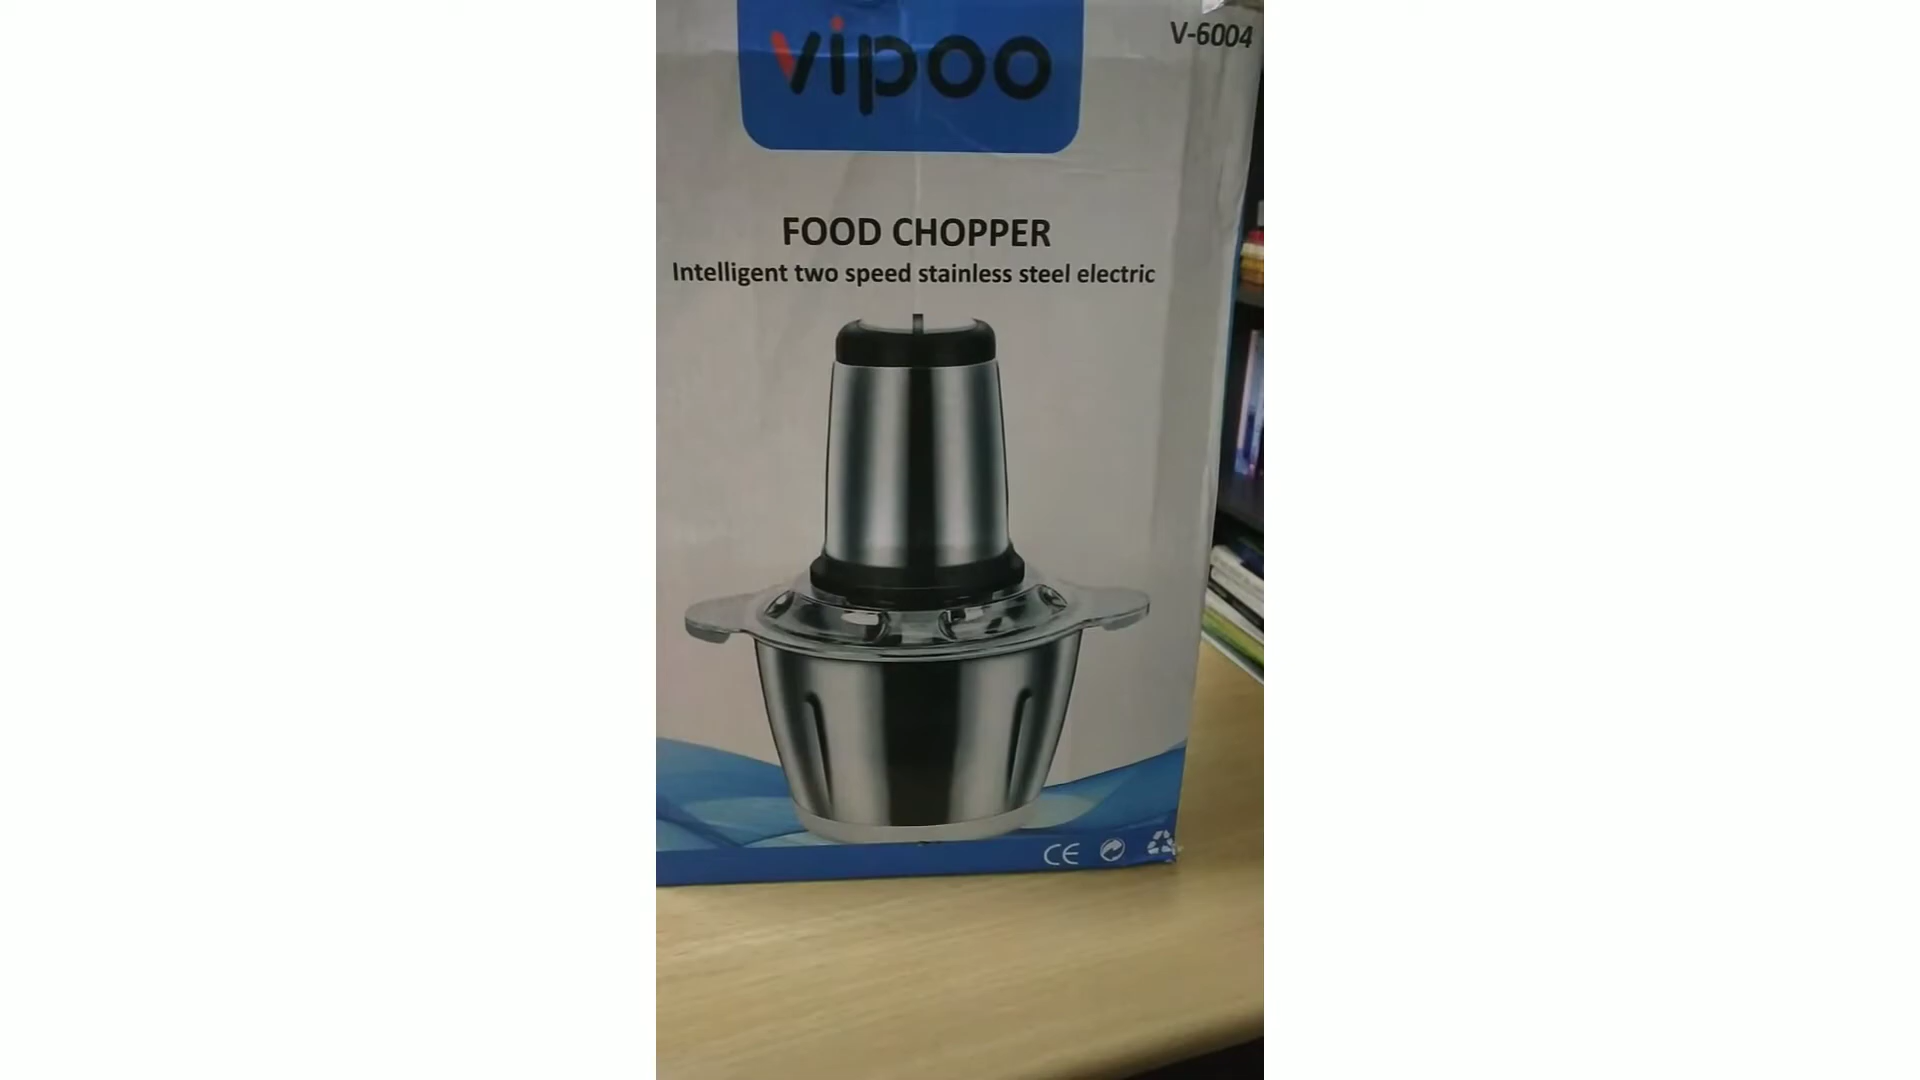 vipoo
V-6004
FOOD CHOPPER
Intelligent two speed stainless steel electric
CE